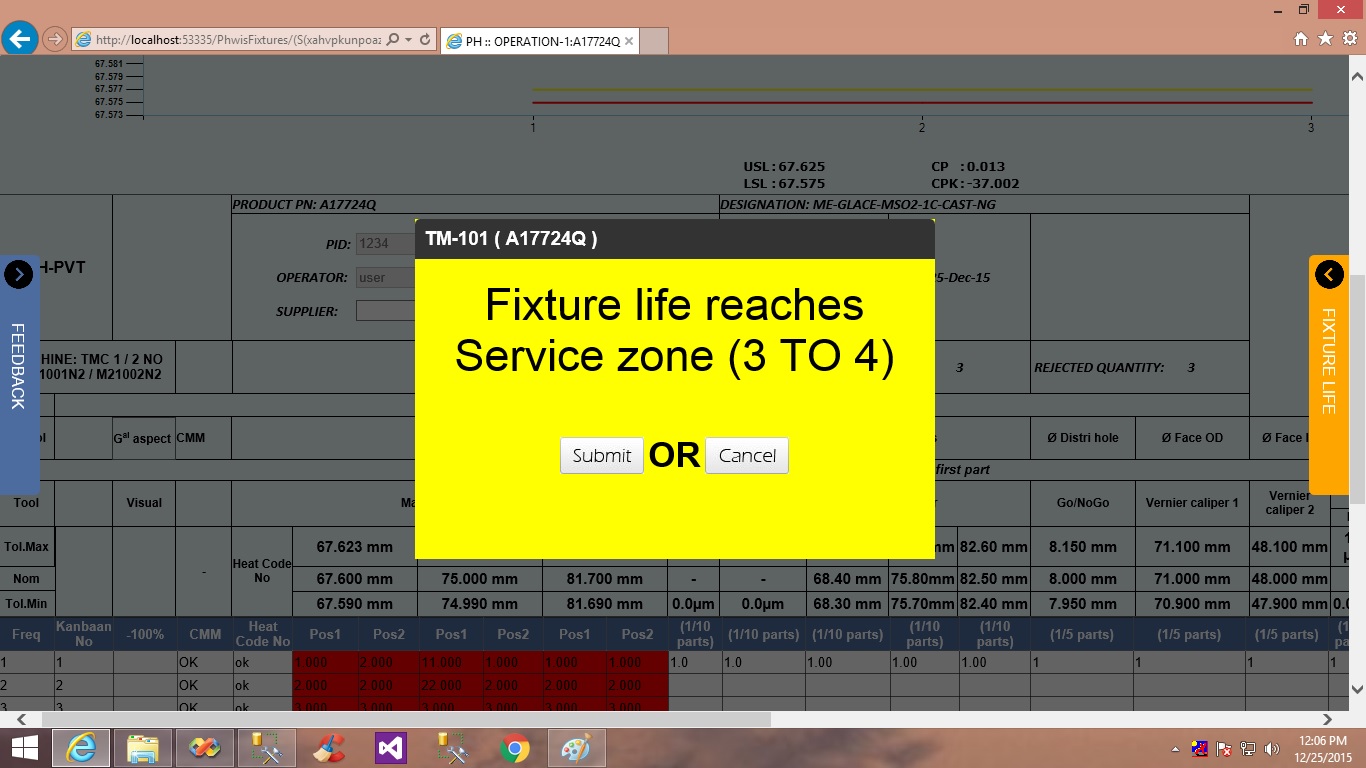 http://localhost:53335/PhwisFixtures/(S(xahvpkunpoaz
PH :: OPERATION-1:A17724Q
67.581
67.579
67.577
67.575
67.573
1 2 3
USL : 67.625 CP : 0.013
LSL : 67.575 CPK : -37.002
PRODUCT PN: A17724Q DESIGNATION: ME-GLACE-MSO2-1C-CAST-NG
TM-101 ( A17724Q )
PID: 1234
H-PVT
OPERATOR: user 5-Dec-15
SUPPLIER:
Fixture life reaches
Service zone (3 TO 4)
FEEDBACK
FIXTURE LIFE
HINE: TMC 1 / 2 NO
1001N2 / M21002N2
3 REJECTED QUANTITY: 3
Submit OR Cancel
Gal aspect CMM Ø Distri hole Ø Face OD Ø Face
first part
Tool Visual Ma Go/NoGo Vernier caliper 1 Vernier caliper 2
Tol.Max - Heat Code No 67.623 mm mm 82.60 mm 8.150 mm 71.100 mm 48.100 mm
Nom 67.600 mm 75.000 mm 81.700 mm - - 68.40 mm 75.80mm 82.50 mm 8.000 mm 71.000 mm 48.000 mm
Tol.Min 67.590 mm 74.990 mm 81.690 mm 0.0µm 0.0µm 68.30 mm 75.70mm 82.40 mm 7.950 mm 70.900 mm 47.900 mm 0.0
Freq Kanbaan No -100% CMM Heat Code No Pos1 Pos2 Pos1 Pos2 Pos1 Pos2 (1/10 parts) (1/10 parts) (1/10 parts) (1/10 parts) (1/10 parts) (1/5 parts) (1/5 parts) (1/5 parts)
1 1 OK ok 1.000 2.000 11.000 1.000 1.000 1.000 1.0 1.0 1.00 1.00 1.00 1 1 1 1
2 2 OK ok 2.000 2.000 22.000 2.000 2.000 2.000
3 3 OK ok 3.000 3.000 3.000 3.000 3.000 3.000
12:06 PM
12/25/2015